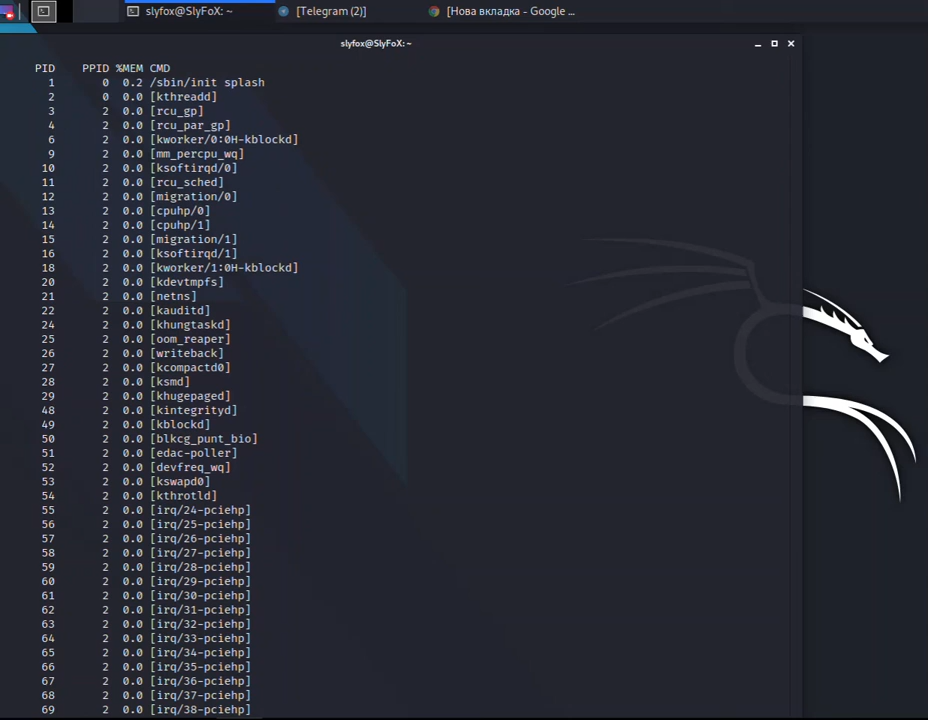 slyfox@SlyFoX: ~
[Telegram (2)]
[Нова вкладка - Google ...
slyfox@SlyFoX: ~
PID PPID %MEM CMD
1 0 0.2 /sbin/init splash
2 0 0.0 [kthreadd]
3 2 0.0 [rcu_gp]
4 2 0.0 [rcu_par_gp]
6 2 0.0 [kworker/0:0H-kblockd]
9 2 0.0 [mm_percpu_wq]
10 2 0.0 [ksoftirqd/0]
11 2 0.0 [rcu_sched]
12 2 0.0 [migration/0]
13 2 0.0 [cpuhp/0]
14 2 0.0 [cpuhp/1]
15 2 0.0 [migration/1]
16 2 0.0 [ksoftirqd/1]
18 2 0.0 [kworker/1:0H-kblockd]
20 2 0.0 [kdevtmpfs]
21 2 0.0 [netns]
22 2 0.0 [kauditd]
24 2 0.0 [khungtaskd]
25 2 0.0 [oom_reaper]
26 2 0.0 [writeback]
27 2 0.0 [kcompactd0]
28 2 0.0 [ksmd]
29 2 0.0 [khugepaged]
48 2 0.0 [kintegrityd]
49 2 0.0 [kblockd]
50 2 0.0 [blkcg_punt_bio]
51 2 0.0 [edac-poller]
52 2 0.0 [devfreq_wq]
53 2 0.0 [kswapd0]
54 2 0.0 [kthrotld]
55 2 0.0 [irq/24-pciehp]
56 2 0.0 [irq/25-pciehp]
57 2 0.0 [irq/26-pciehp]
58 2 0.0 [irq/27-pciehp]
59 2 0.0 [irq/28-pciehp]
60 2 0.0 [irq/29-pciehp]
61 2 0.0 [irq/30-pciehp]
62 2 0.0 [irq/31-pciehp]
63 2 0.0 [irq/32-pciehp]
64 2 0.0 [irq/33-pciehp]
65 2 0.0 [irq/34-pciehp]
66 2 0.0 [irq/35-pciehp]
67 2 0.0 [irq/36-pciehp]
68 2 0.0 [irq/37-pciehp]
69 2 0.0 [irq/38-pciehp]